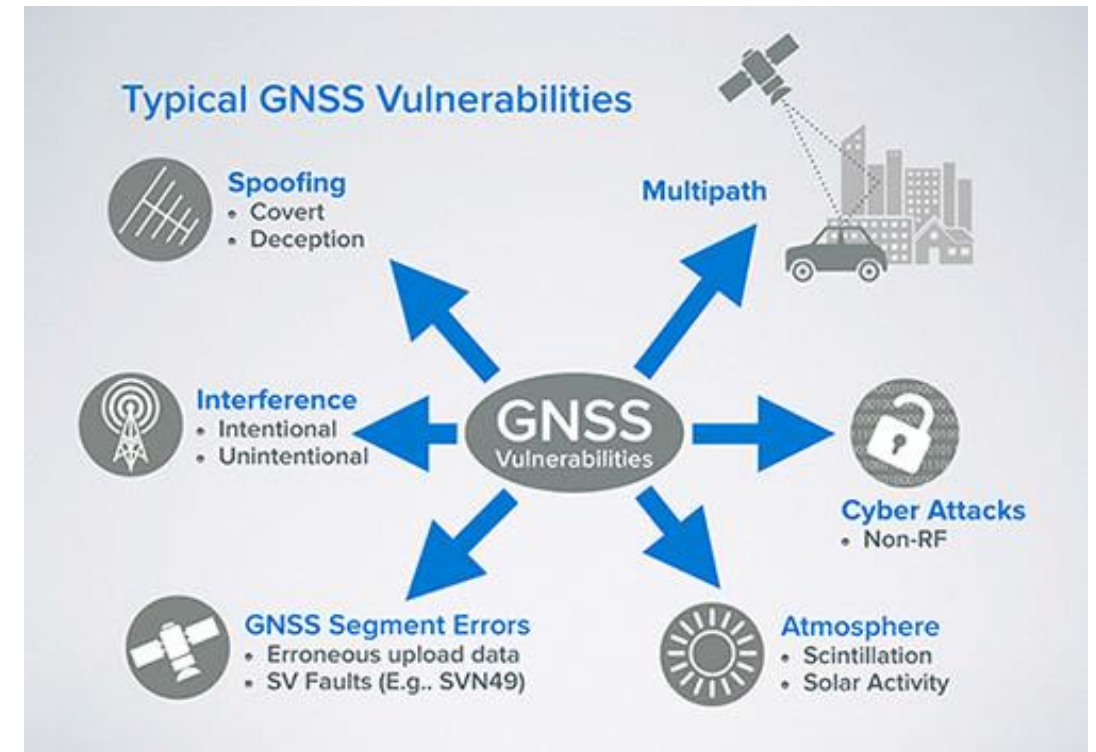 Typical GNSS Vulnerabilities
Spoofing
• Covert
• Deception
Multipath
Interference
• Intentional
• Unintentional
GNSS
Vulnerabilities
Cyber Attacks
• Non-RF
GNSS Segment Errors
• Erroneous upload data
• SV Faults (E.g.. SVN49)
Atmosphere
• Scintillation
• Solar Activity